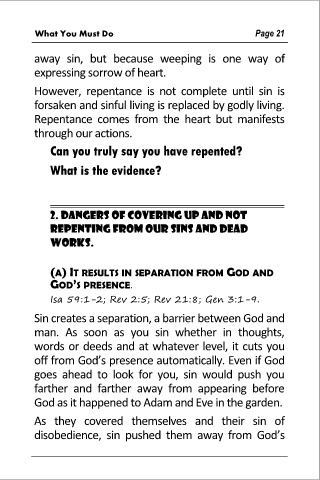 What You Must Do Page 21
away sin, but because weeping is one way of
expressing sorrow of heart.
However, repentance is not complete until sin is
forsaken and sinful living is replaced by godly living.
Repentance comes from the heart but manifests
through our actions.
Can you truly say you have repented?
What is the evidence?
2. DANGERS OF COVERING UP AND NOT
REPENTING FROM OUR SINS AND DEAD
WORKS.
(A) IT RESULTS IN SEPARATION FROM GOD AND
GOD'S PRESENCE.
Isa 59:1-2; Rev 2:5; Rev 21:8; Gen 3:1-9.
Sin creates a separation, a barrier between God and
man. As soon as you sin whether in thoughts,
words or deeds and at whatever level, it cuts you
off from God's presence automatically. Even if God
goes ahead to look for you, sin would push you
farther and farther away from appearing before
God as it happened to Adam and Eve in the garden.
As they covered themselves and their sin of
disobedience, sin pushed them away from God's